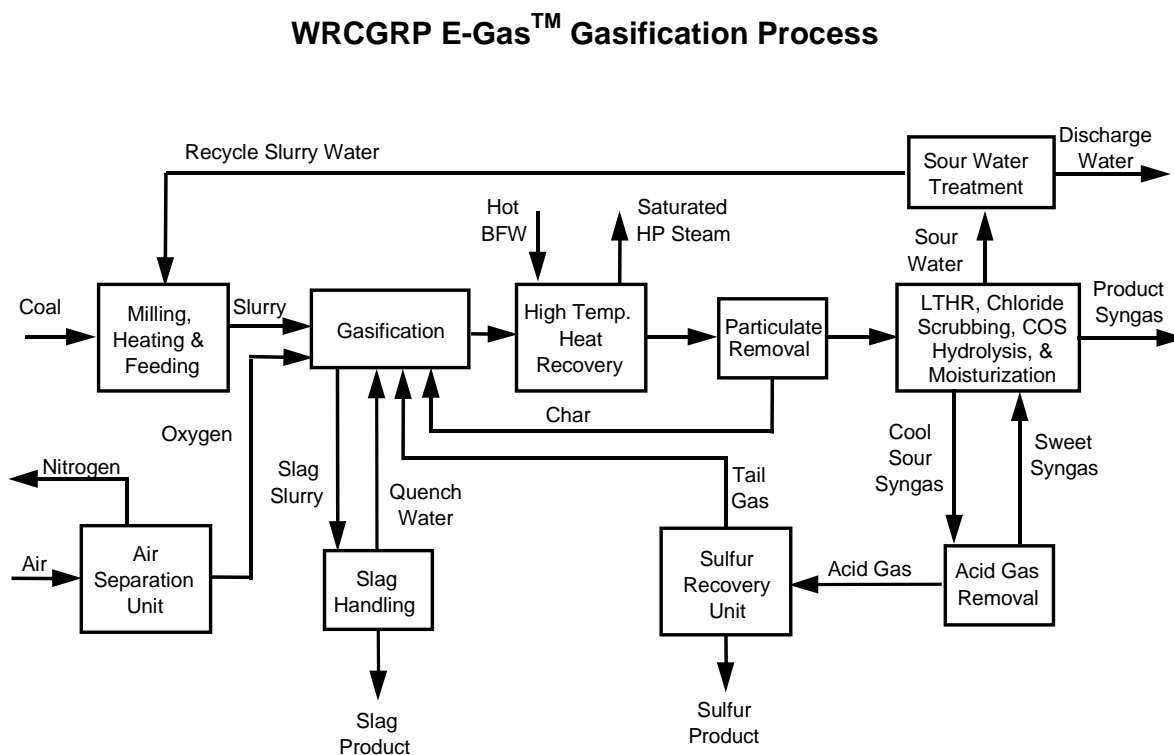 WRCGRP E-Gas™ Gasification Process
Recycle Slurry Water
Sour Water
Treatment
Discharge
Water
Hot
BFW
Saturated
HP Steam
Sour
Water
Coal
Milling,
Heating &
Feeding
Slurry
Gasification
High Temp.
Heat
Recovery
Particulate
Removal
LTHR, Chloride
Scrubbing, COS
Hydrolysis, &
Moisturization
Product
Syngas
Oxygen
Char
Nitrogen
Slag
Slurry
Quench
Water
Tail
Gas
Cool
Sour
Syngas
Sweet
Syngas
Air
Air
Separation
Unit
Slag
Handling
Sulfur
Recovery
Unit
Acid Gas
Acid Gas
Removal
Slag
Product
Sulfur
Product